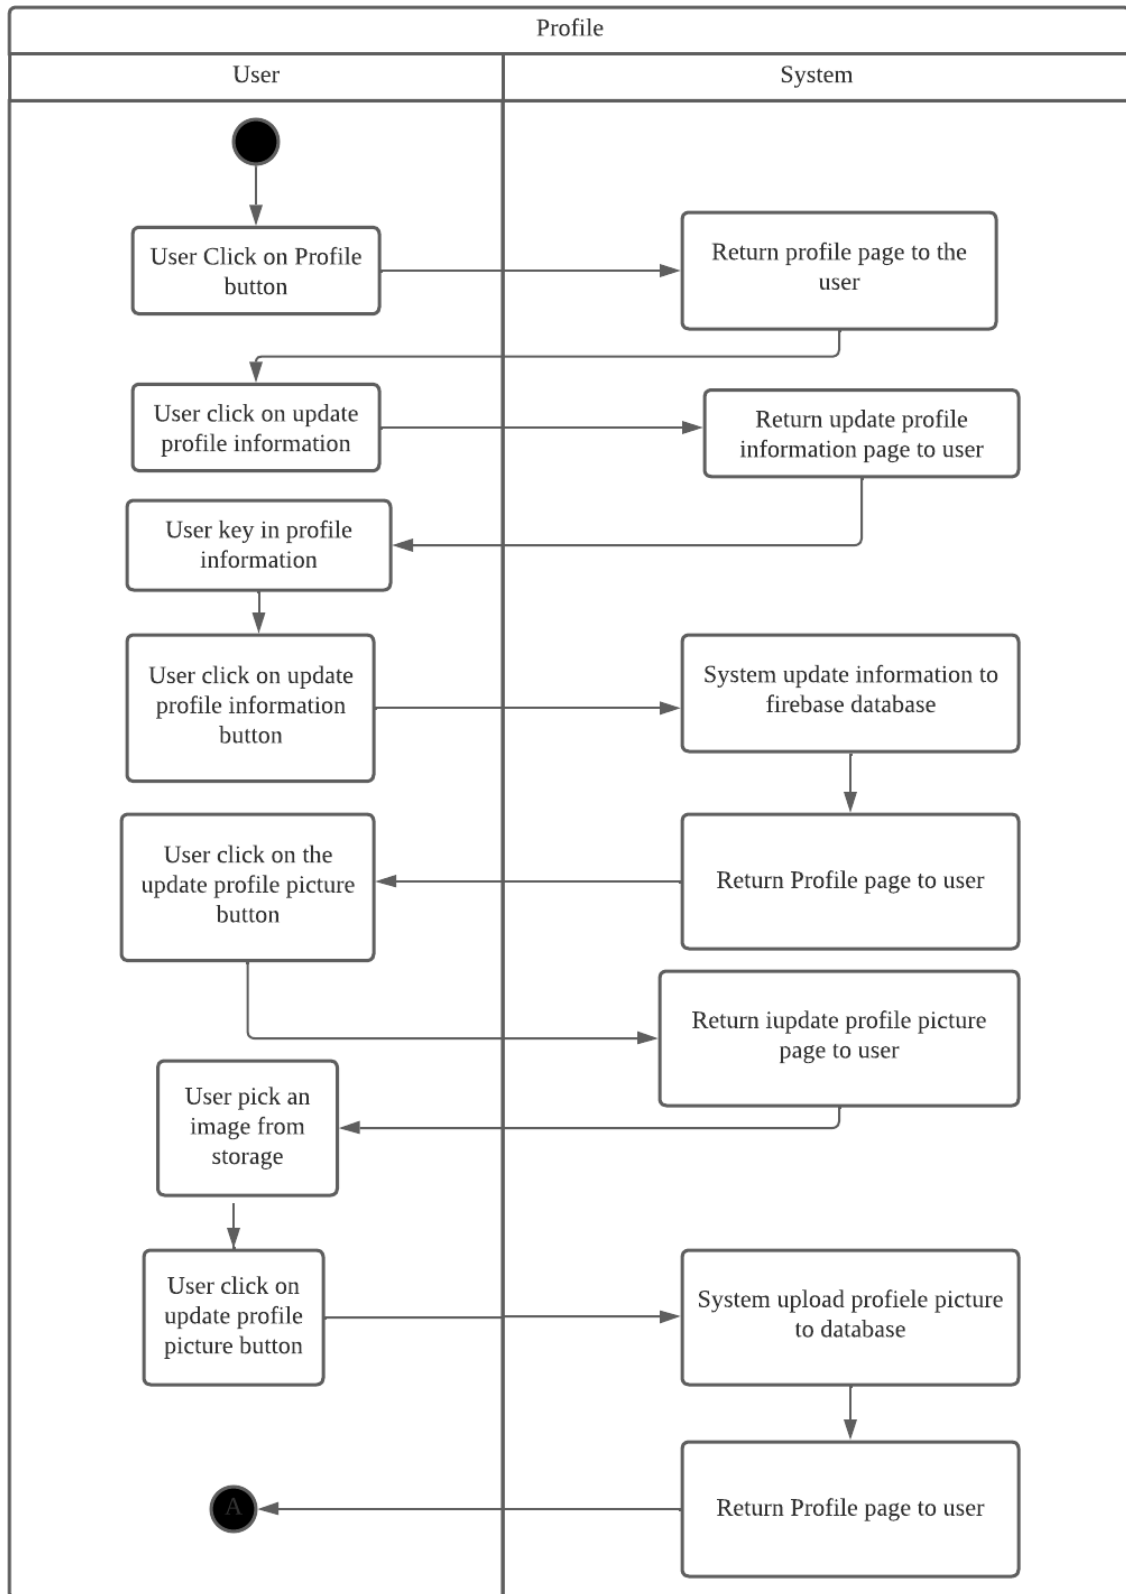 Profile
User
System
User Click on Profile
button
Return profile page to the
user
User click on update
profile information
Return update profile
information page to user
User key in profile
information
User click on update
profile information
button
System update information to
firebase database
Return Profile page to user
User click on the
update profile picture
button
Return iupdate profile picture
page to user
User pick an
image from
storage
User click on
update profile
picture button
System upload profiele picture
to database
Return Profile page to user
A